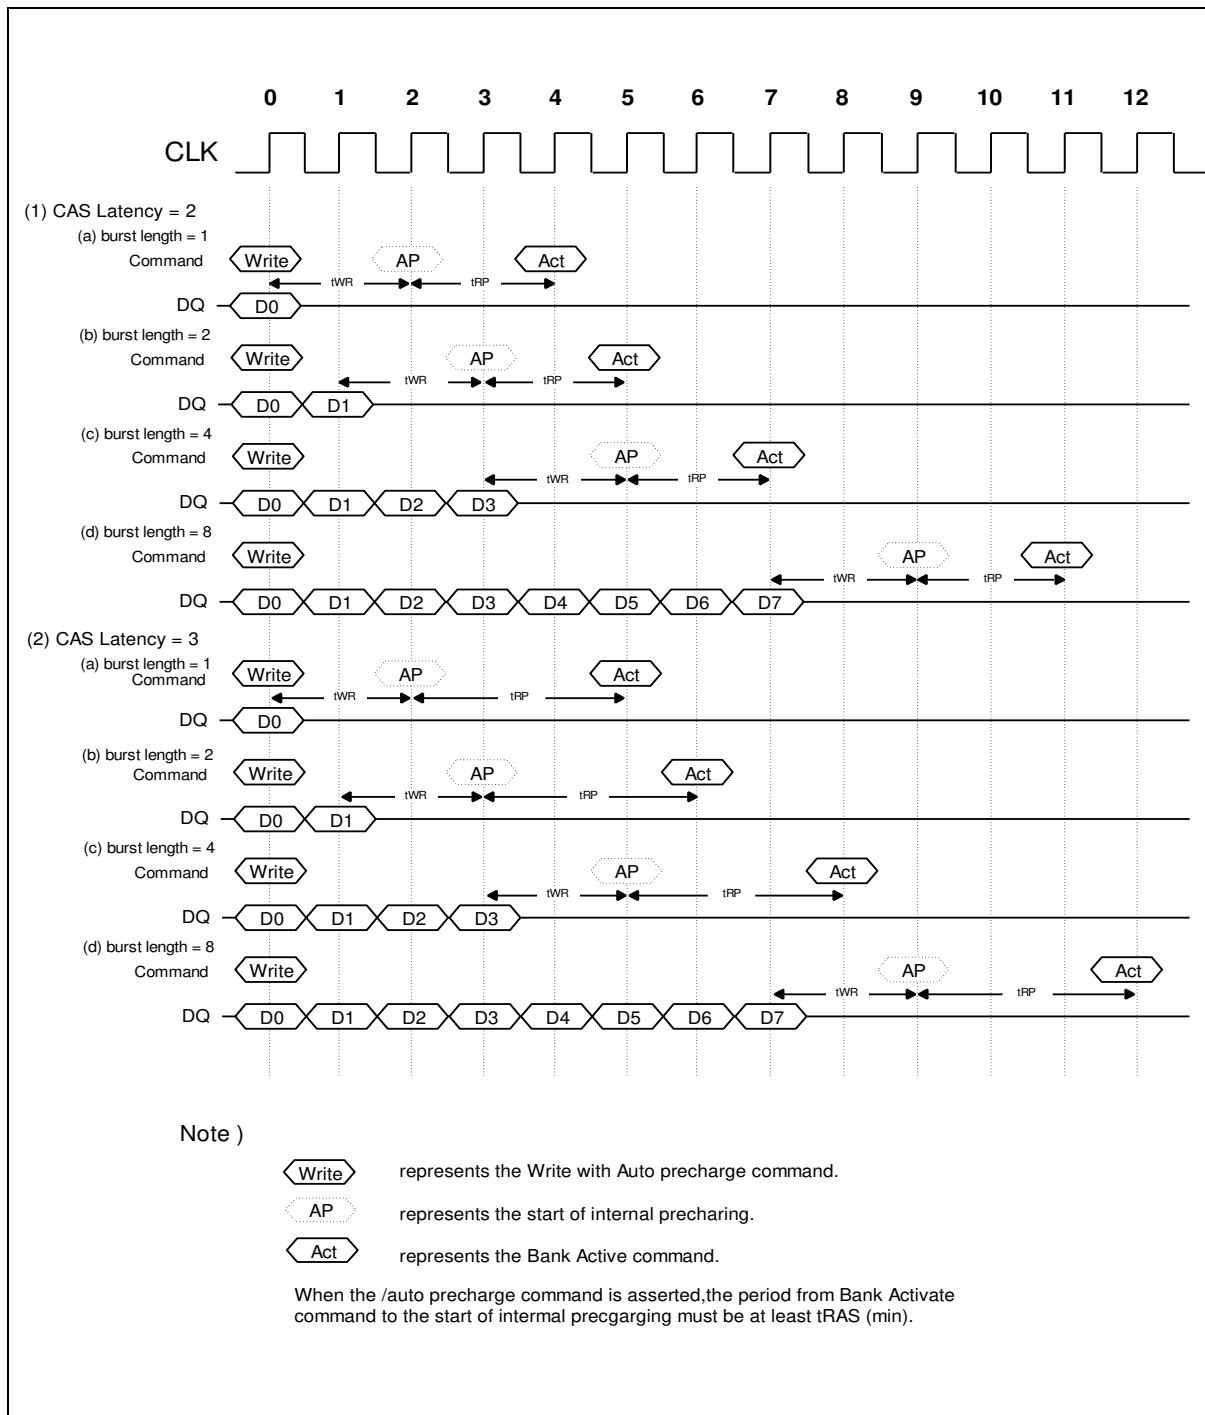 0 1 2 3 4 5 6 7 8 9 10 11 12
CLK
(1) CAS Latency = 2
(a) burst length = 1
Command Write AP Act
tWR tRP
DQ D0
(b) burst length = 2
Command Write AP Act
tWR tRP
DQ D0 D1
(c) burst length = 4
Command Write AP Act
tWR tRP
DQ D0 D1 D2 D3
(d) burst length = 8
Command Write AP Act
tWR tRP
DQ D0 D1 D2 D3 D4 D5 D6 D7
(2) CAS Latency = 3
(a) burst length = 1
Command Write AP Act
tWR tRP
DQ D0
(b) burst length = 2
Command Write AP Act
tWR tRP
DQ D0 D1
(c) burst length = 4
Command Write AP Act
tWR tRP
DQ D0 D1 D2 D3
(d) burst length = 8
Command Write AP Act
tWR tRP
DQ D0 D1 D2 D3 D4 D5 D6 D7
Note )
Write represents the Write with Auto precharge command.
AP represents the start of internal precharing.
Act represents the Bank Active command.
When the /auto precharge command is asserted,the period from Bank Activate
command to the start of intermal precgarging must be at least tRAS (min).